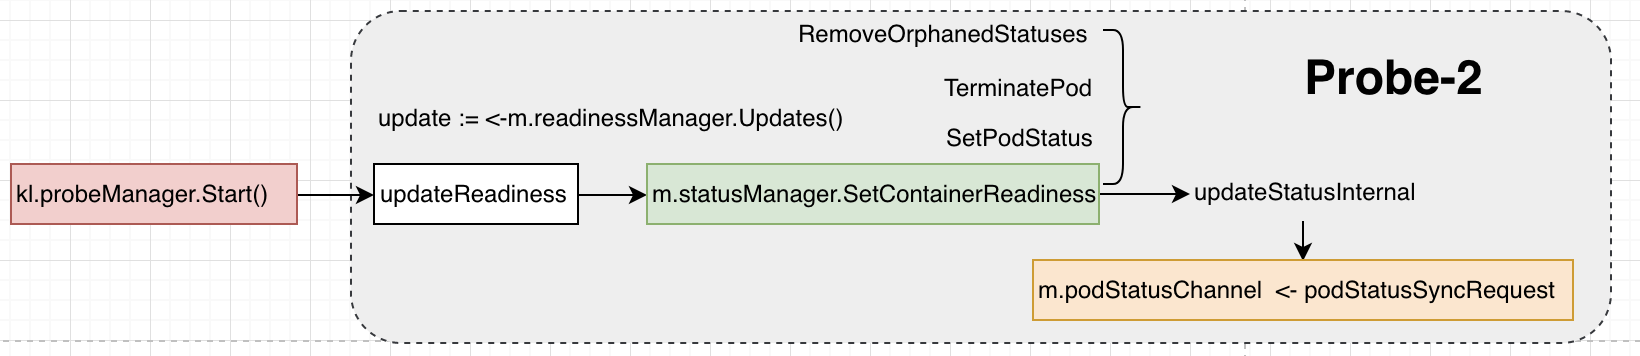 RemoveOrphanedStatuses
Probe-2
TerminatePod
update := <-m.readinessManager.Updates()
SetPodStatus
kl.probeManager.Start()
updateReadiness
m.statusManager.SetContainerReadiness
updateStatusInternal
m.podStatusChannel <- podStatusSyncRequest